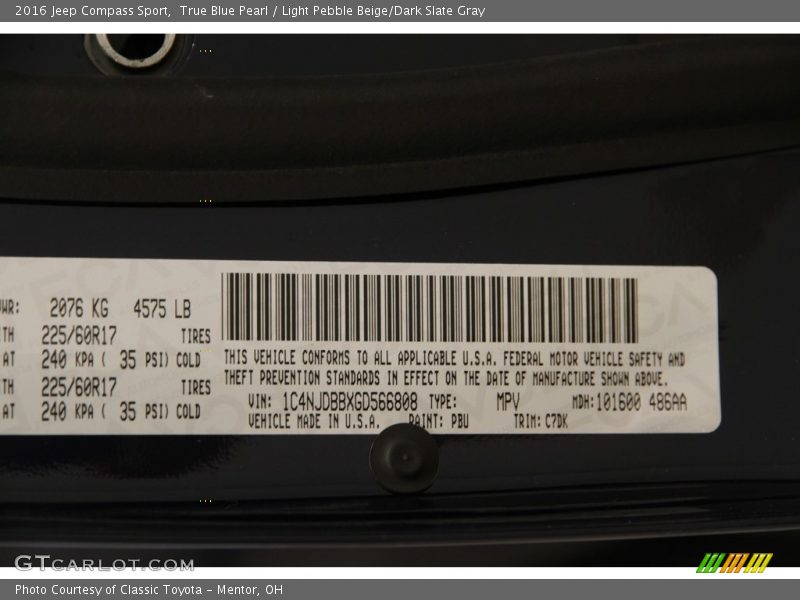 2016 Jeep Compass Sport,  True Blue Pearl / Light Pebble Beige/Dark Slate Gray
2076 KG 4575 LB
225/60R17 TIRES
AT 240 KPA ( 35 PSI) COLD
225/60R17 TIRES
AT 240 KPA ( 35 PSI) COLD
THIS VEHICLE CONFORMS TO ALL APPLICABLE U.S.A. FEDERAL MOTOR VEHICLE SAFETY AND
THEFT PREVENTION STANDARDS IN EFFECT ON THE DATE OF MANUFACTURE SHOWN ABOVE.
VIN: 1C4NJDBBXGD566808 TYPE: MPV MDH:101600 486AA
VEHICLE MADE IN U.S.A. PAINT: PBU TRIM: C7DK
GTCARLOT.COM
Photo Courtesy of Classic Toyota - Mentor, OH